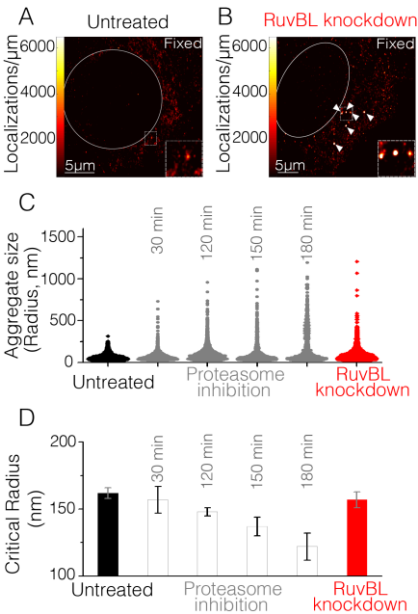 A
Untreated
Localizations/µm
6000
4000
2000
Fixed
5µm
B
RuvBL knockdown
Localizations/µm
6000
4000
2000
Fixed
5µm
C
Aggregate size
(Radius, nm)
1500
1000
500
0
30 min
120 min
150 min
180 min
Untreated
Proteasome
inhibition
RuvBL
knockdown
D
Critical Radius
(nm)
200
150
100
30 min
120 min
150 min
180 min
Untreated
Proteasome
inhibition
RuvBL
knockdown